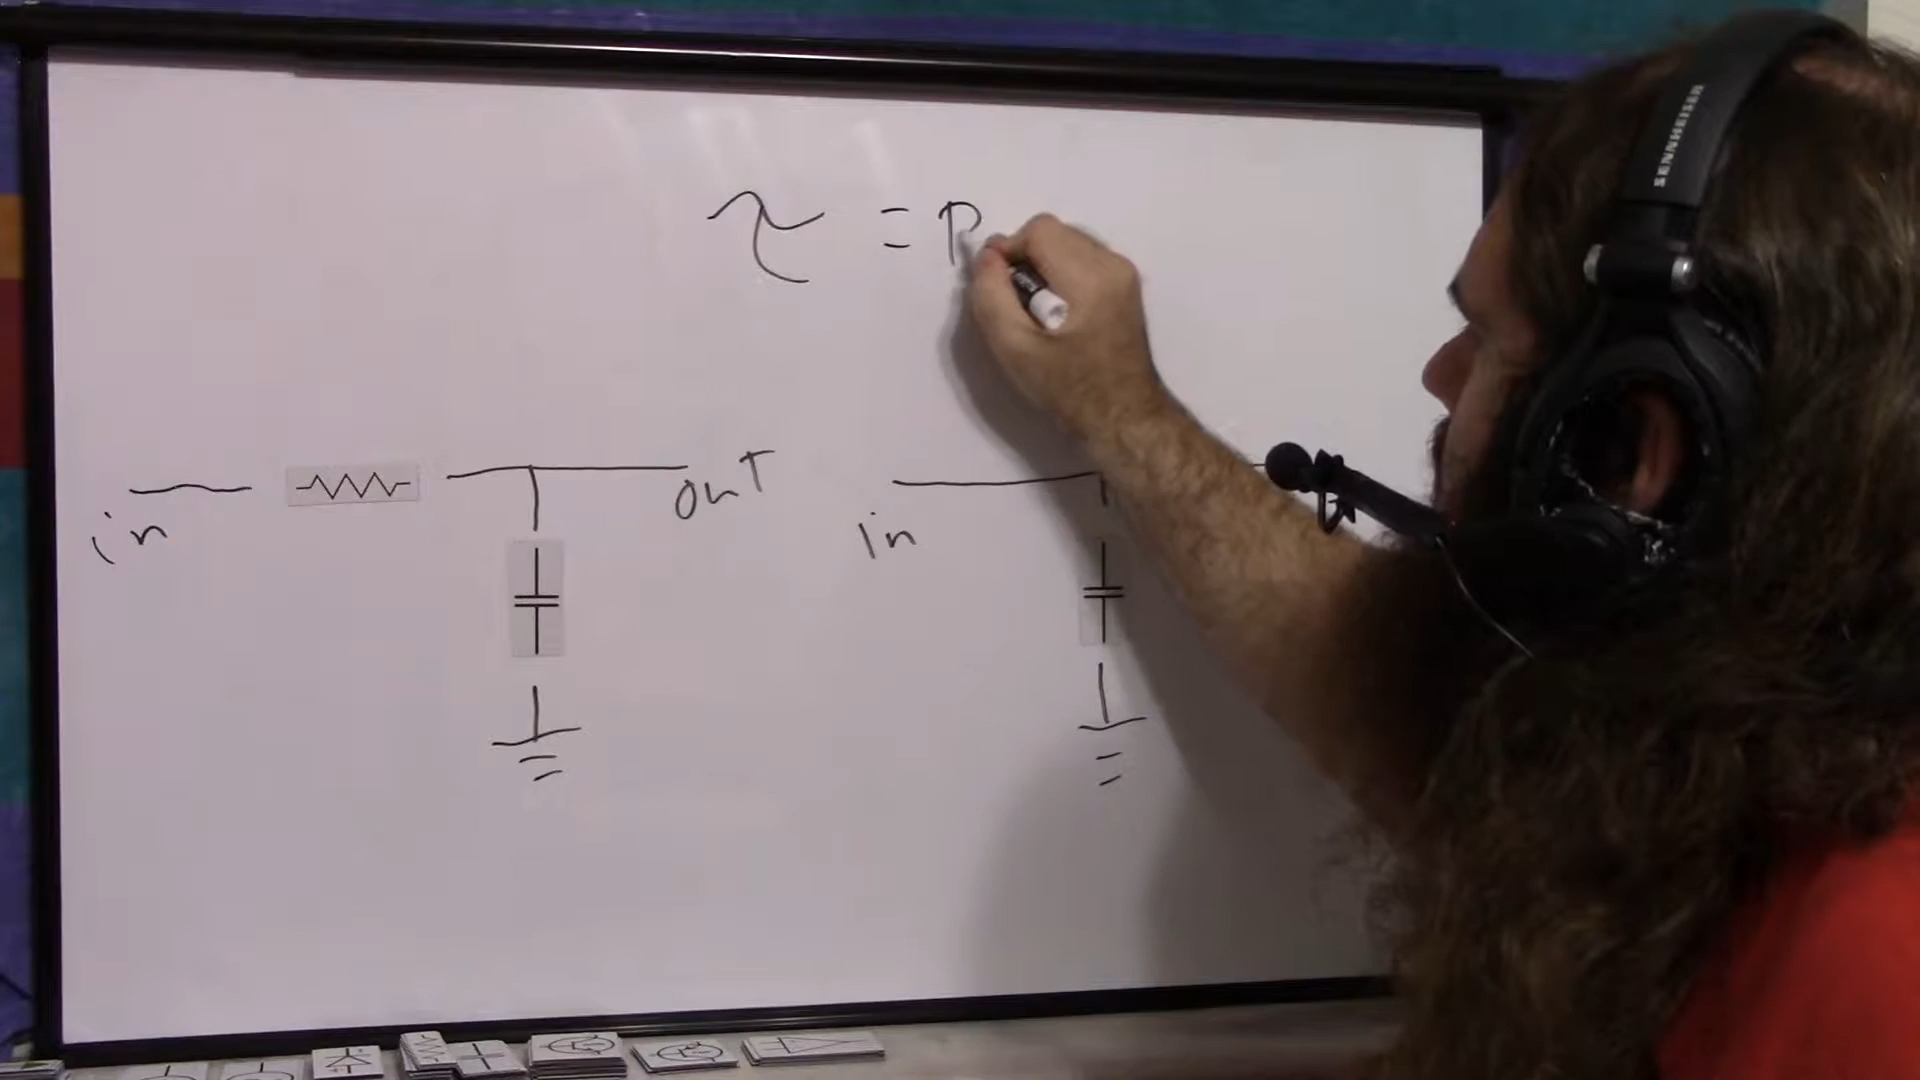 τ = R
in
out
in
SENNHEISER